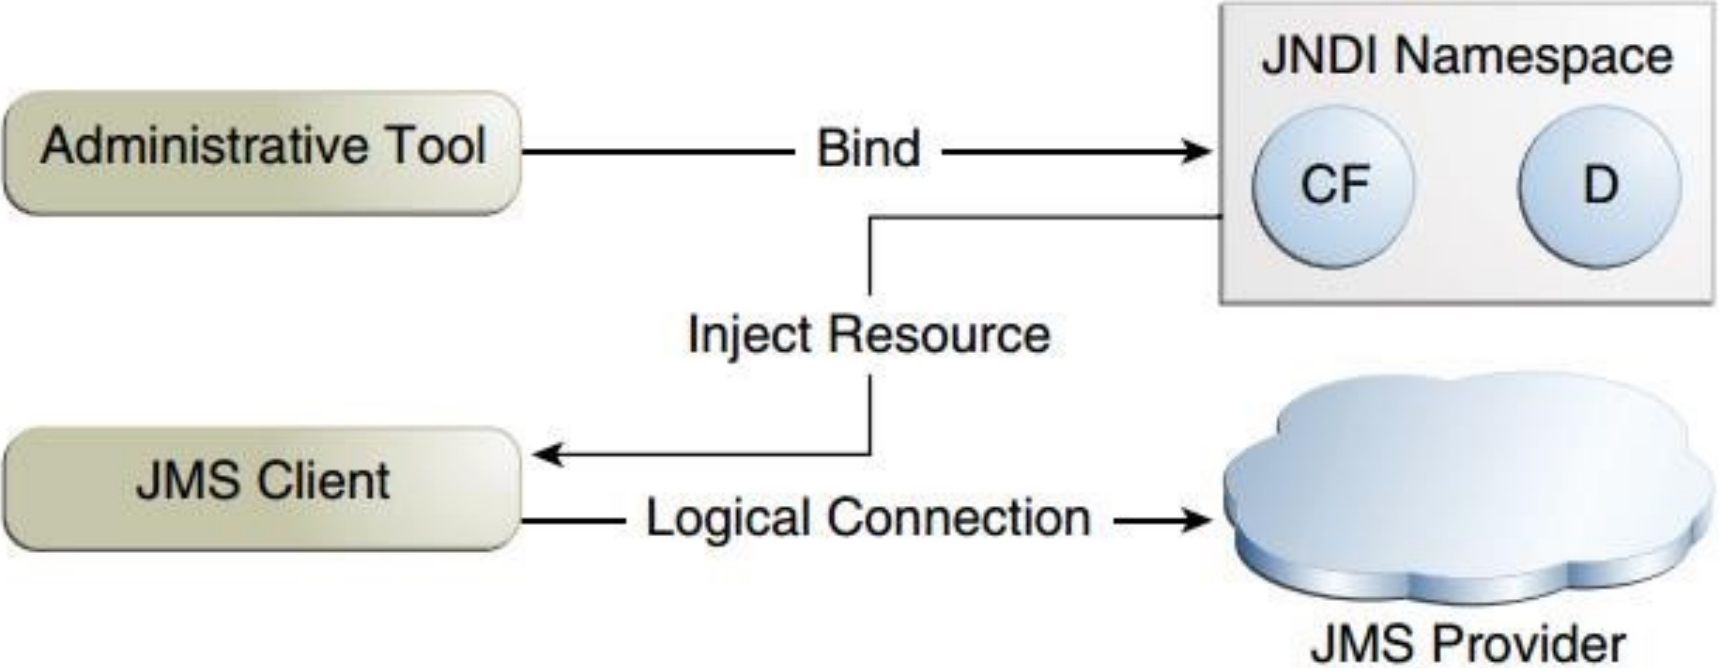 JNDI Namespace
Administrative Tool
Bind
CF
D
Inject Resource
JMS Client
Logical Connection
JMS Provider